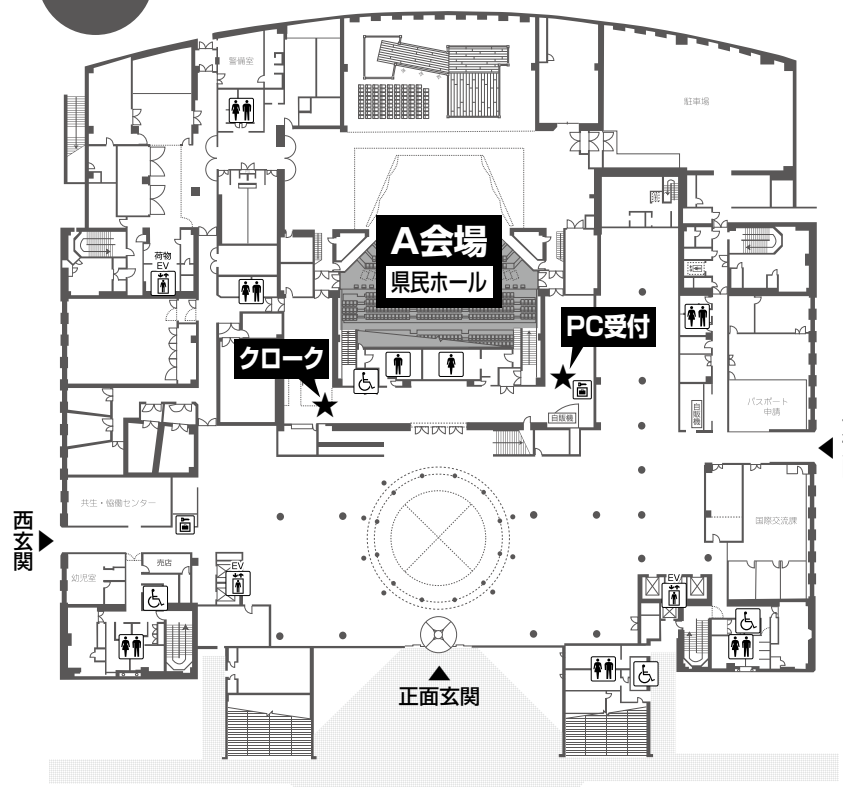 警備室
駐車場
A会場
県民ホール
荷物
EV
PC受付
クローク
自販機
自販機
パスポート
申請
共生・協働センター
国際交流課
西玄関
売店
幼児室
EV
EV
正面玄関